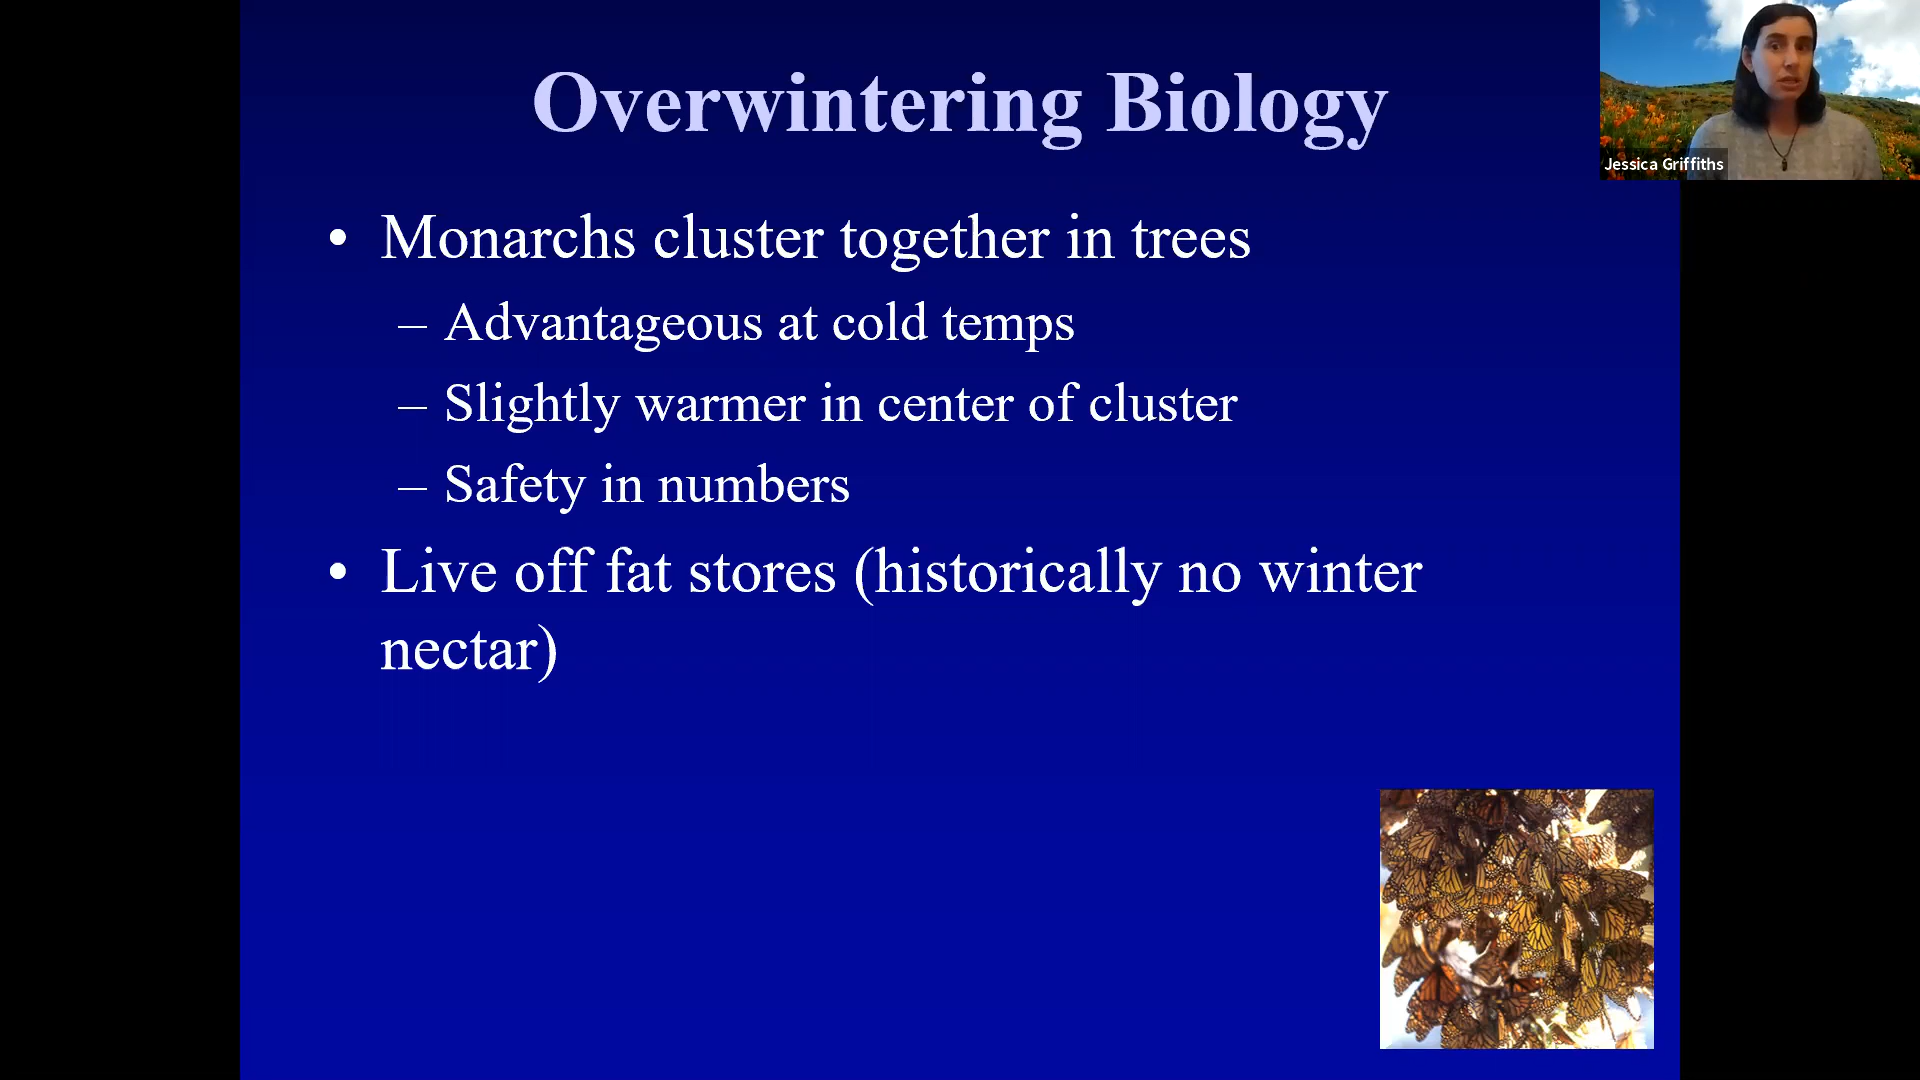 Overwintering Biology
Jessica Griffiths
• Monarchs cluster together in trees
– Advantageous at cold temps
– Slightly warmer in center of cluster
– Safety in numbers
• Live off fat stores (historically no winter
nectar)